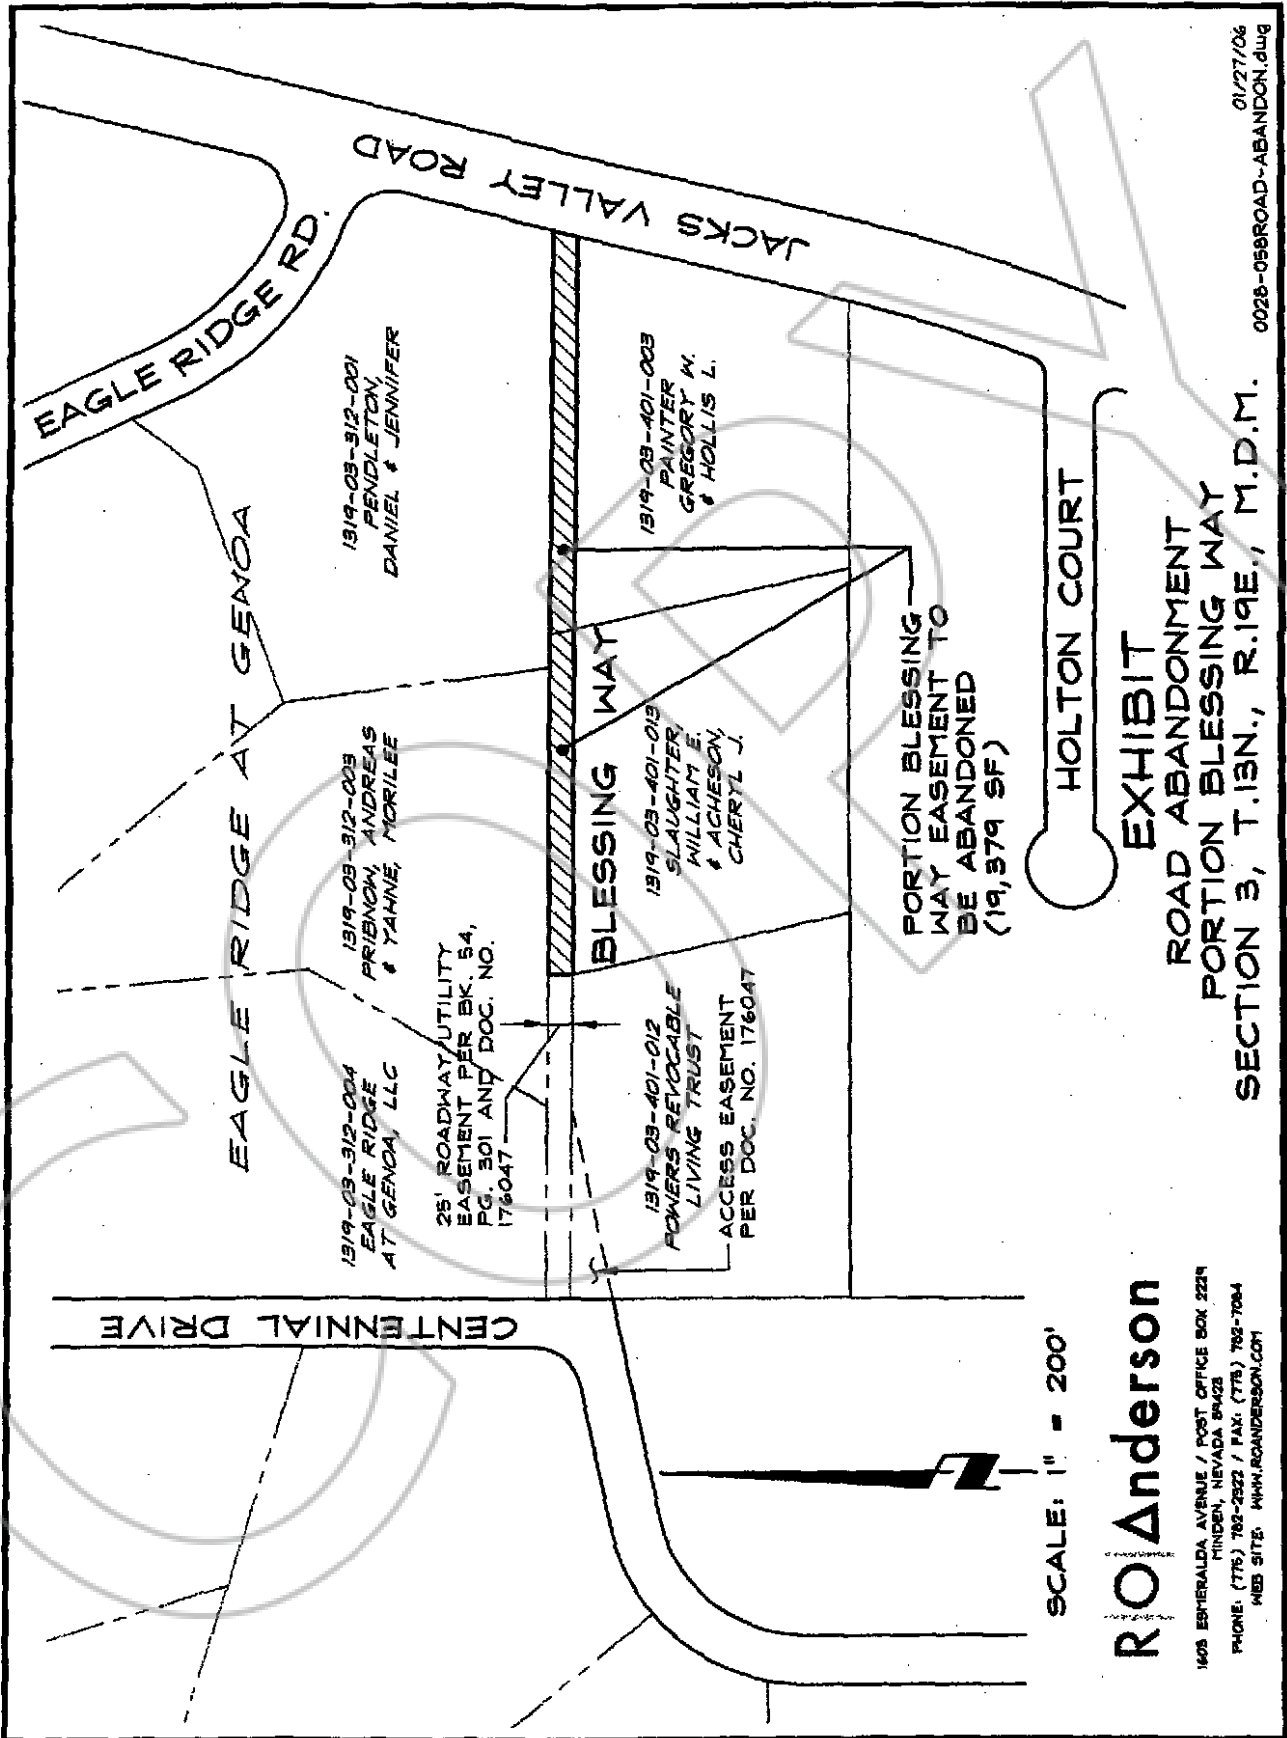 EAGLE RIDGE RD.
JACKS VALLEY ROAD
EAGLE RIDGE AT GENOA
CENTENNIAL DRIVE
1319-03-312-004
EAGLE RIDGE
AT GENOA, LLC
1319-03-312-003
PRIBNOW, ANDREAS
& YAHNE, MORILEE
1319-03-312-001
PENDLETON,
DANIEL & JENNIFER
25' ROADWAY/UTILITY
EASEMENT PER BK. 54,
PG. 301 AND DOC. NO.
176047
BLESSING WAY
1319-03-401-012
POWERS REVOCABLE
LIVING TRUST
ACCESS EASEMENT
PER DOC. NO. 176047
1319-03-401-013
SLAUGHTER,
WILLIAM E.
& ACHESON,
CHERYL J.
1319-03-401-003
PAINTER
GREGORY W.
& HOLLIS L.
PORTION BLESSING
WAY EASEMENT TO
BE ABANDONED
(19,379 SF)
HOLTON COURT
SCALE: 1" = 200'
EXHIBIT
ROAD ABANDONMENT
PORTION BLESSING WAY
SECTION 3, T.13N., R.19E., M.D.M.
RO Anderson
1603 ESMERALDA AVENUE / POST OFFICE BOX 2229
MINDEN, NEVADA 89423
PHONE: (775) 782-2322 / FAX: (775) 782-7084
WEB SITE: WWW.ROANDERSON.COM
01/27/06
0028-058ROAD-ABANDON.dwg
COPY